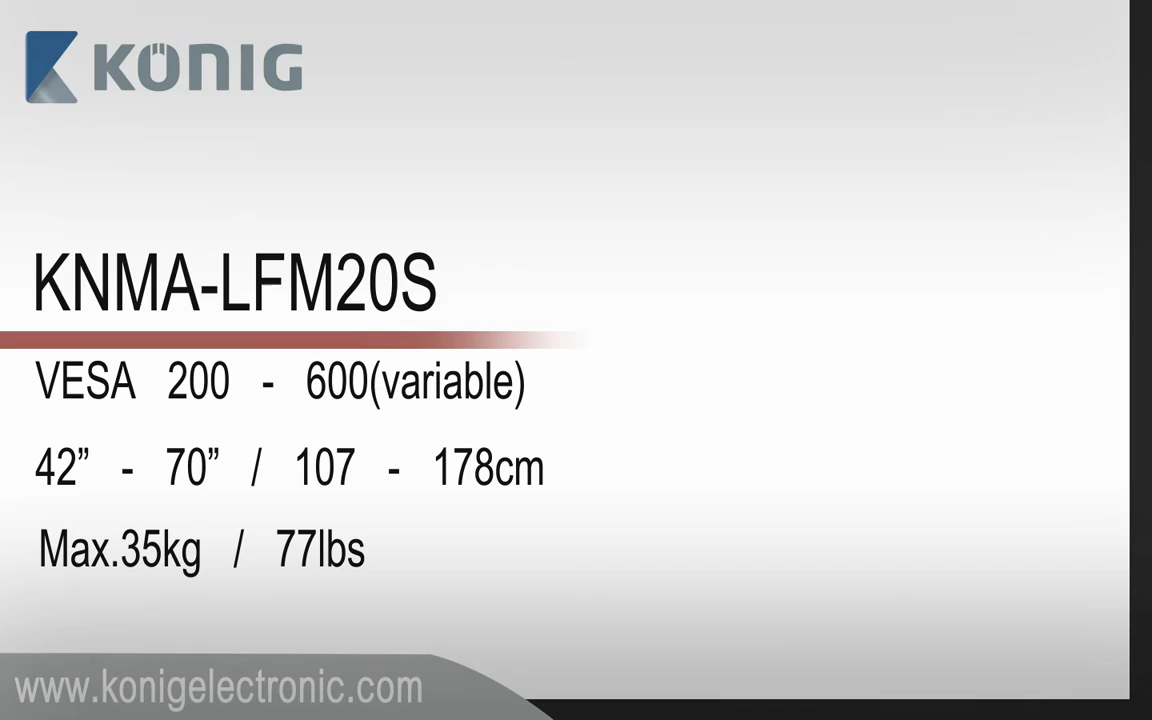 KÖNIG
KNMA-LFM20S
VESA 200 - 600(variable)
42” - 70” / 107 - 178cm
Max.35kg / 77lbs
www.konigelectronic.com